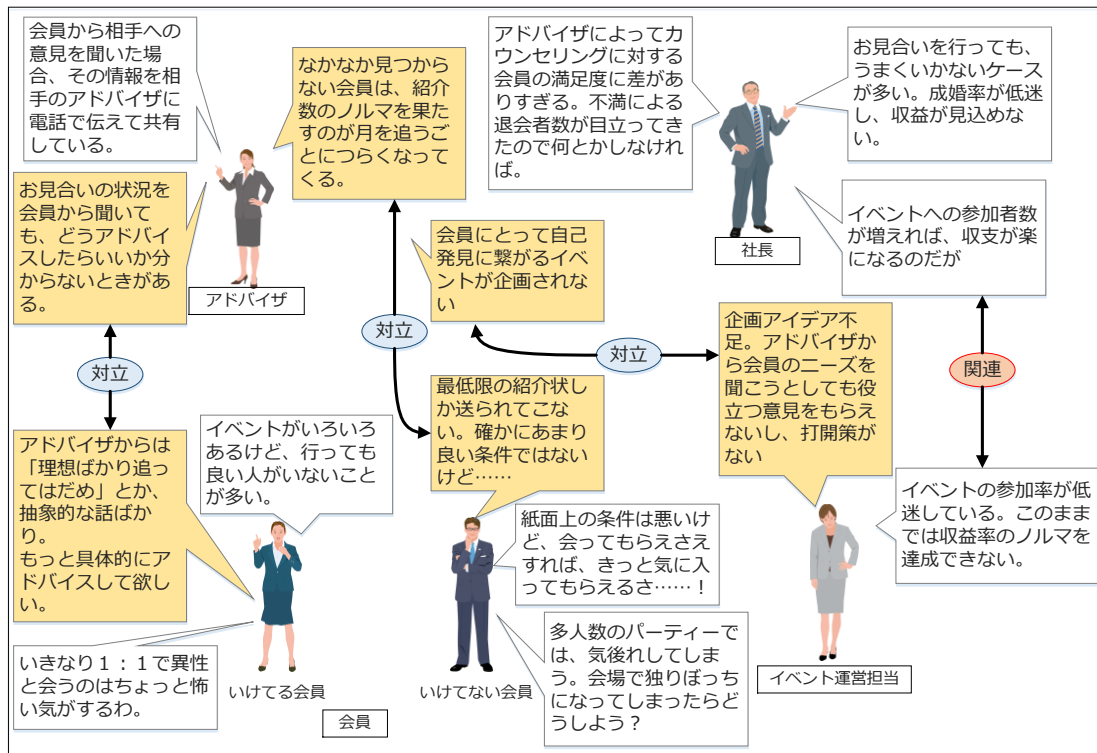 会員から相手への
意見を聞いた場
合、その情報を相
手のアドバイザに
電話で伝えて共有
している。
なかなか見つから
ない会員は、紹介
数のノルマを果た
すのが月を追うご
とにつらくなって
くる。
アドバイザによってカ
ウンセリングに対する
会員の満足度に差があ
りすぎる。不満による
退会者数が目立ってき
たので何とかしなけれ
ば。
お見合いを行っても、
うまくいかないケース
が多い。成婚率が低迷
し、収益が見込めな
い。
お見合いの状況を
会員から聞いて
も、どうアドバイ
スしたらいいか分
からないときがあ
る。
アドバイザ
会員にとって自己
発見に繋がるイベ
ントが企画されな
い
社長
イベントへの参加者数
が増えれば、収支が楽
になるのだが
対立
対立
対立
関連
企画アイデア不
足。アドバイザか
ら会員のニーズを
聞こうとしても役
立つ意見をもらえ
ないし、打開策が
ない
最低限の紹介状し
か送られてこな
い。確かにあまり
良い条件ではない
けど……
アドバイザからは
「理想ばかり追っ
てはだめ」とか、
抽象的な話ばか
り。
もっと具体的にア
ドバイスして欲し
い。
イベントがいろいろ
あるけど、行っても
良い人がいないこと
が多い。
紙面上の条件は悪いけ
ど、会ってもらえさえ
すれば、きっと気に入
ってもらえるさ……！
イベントの参加率が低
迷している。このまま
では収益率のノルマを
達成できない。
いきなり１：１で異性
と会うのはちょっと怖
い気がするわ。
いけてる会員
いけてない会員
多人数のパーティーで
は、気後れしてしま
う。会場で独りぼっち
になってしまったらど
うしよう？
イベント運営担当
会員